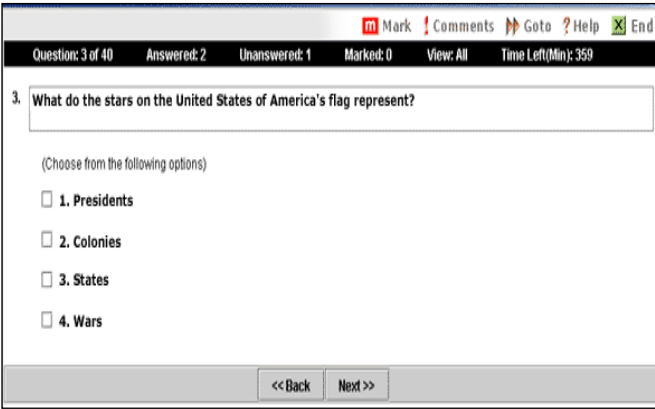 m Mark ! Comments Goto ? Help X End
Question: 3 of 40 Answered: 2 Unanswered: 1 Marked: 0 View: All Time Left(Min): 359
3. What do the stars on the United States of America's flag represent?
(Choose from the following options)
1. Presidents
2. Colonies
3. States
4. Wars
<< Back Next >>